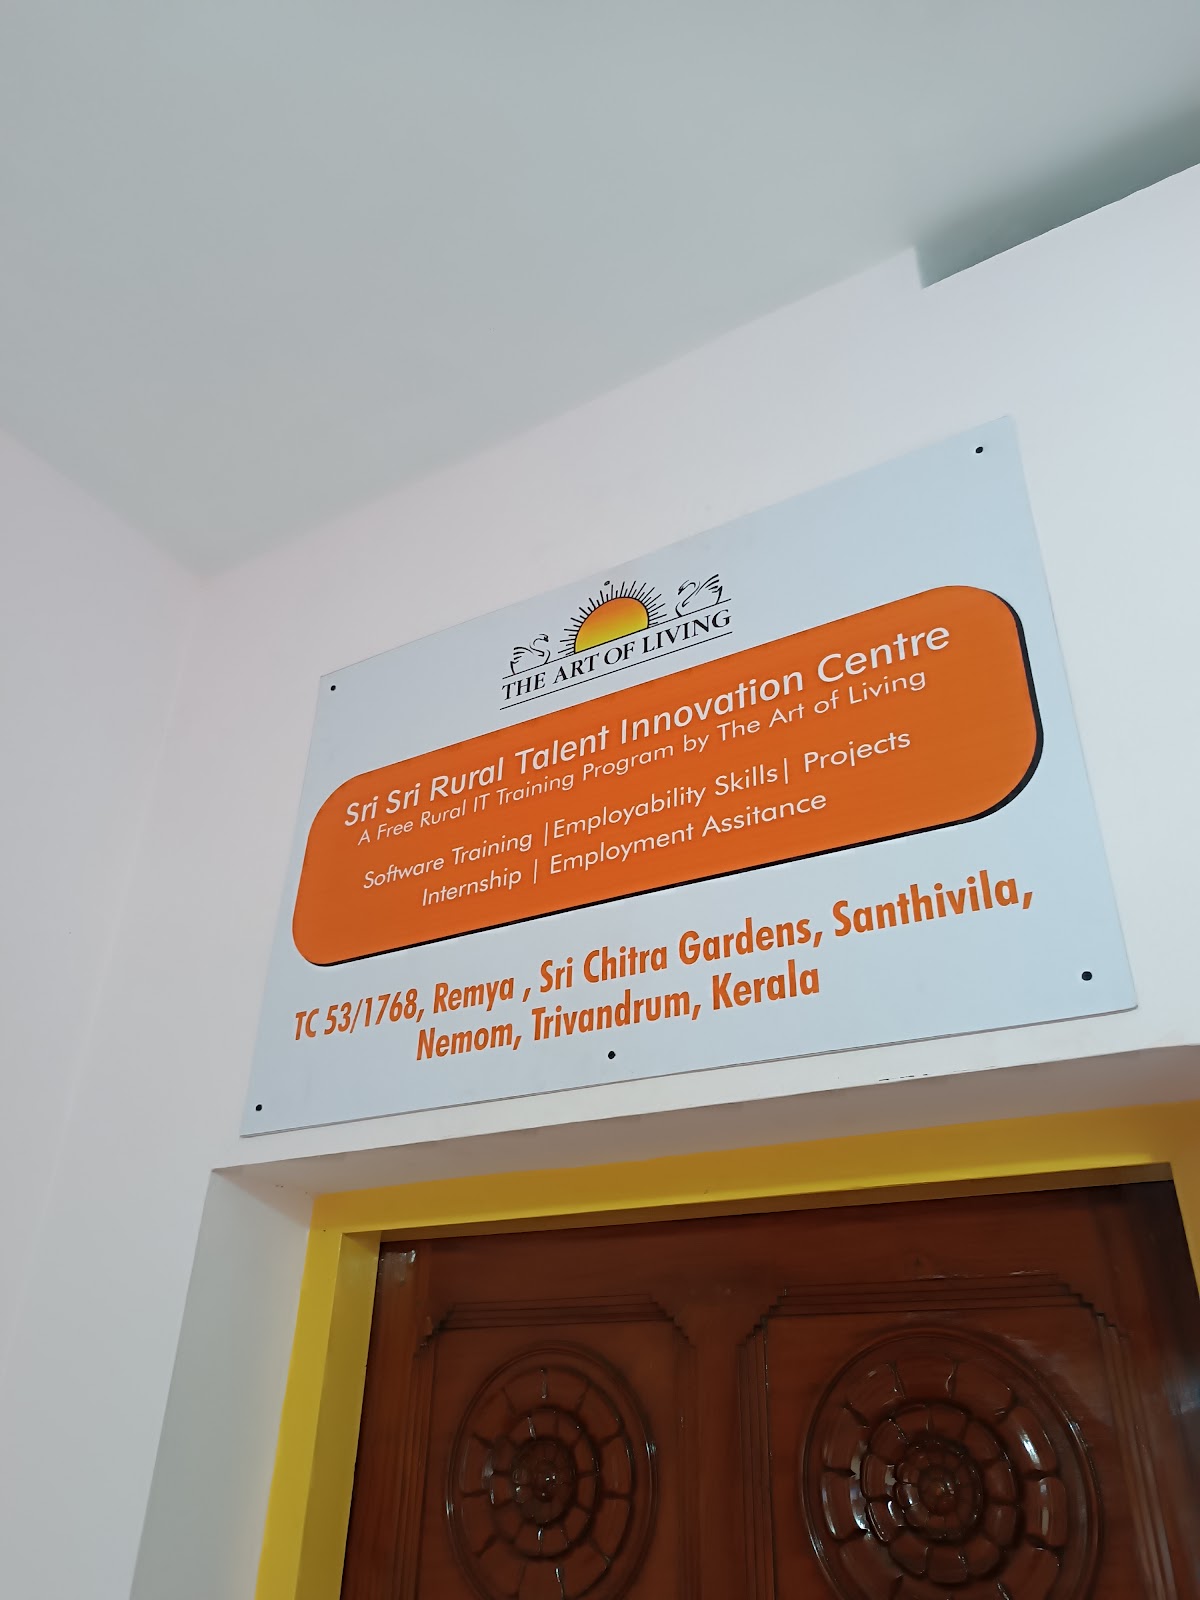 THE ART OF LIVING
Sri Sri Rural Talent Innovation Centre
A Free Rural IT Training Program by The Art of Living
Software Training |Employability Skills| Projects
Internship | Employment Assitance
TC 53/1768, Remya , Sri Chitra Gardens, Santhivila,
Nemom, Trivandrum, Kerala